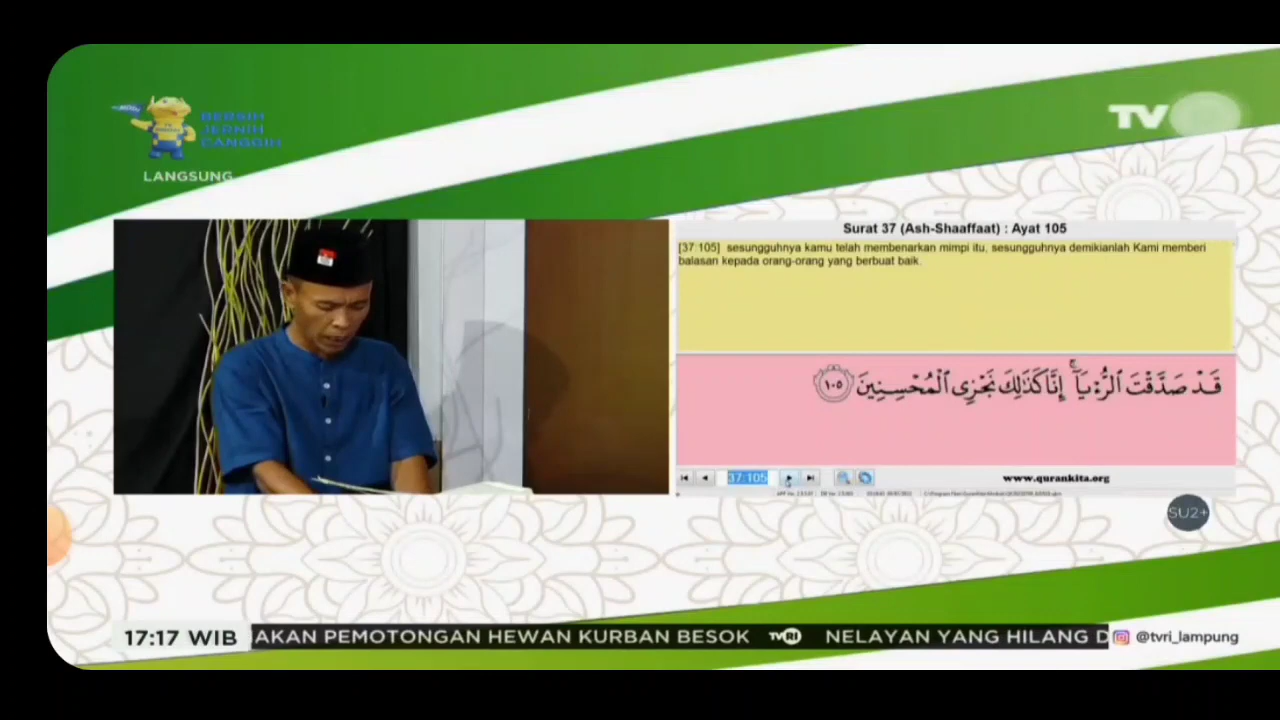 BERSIH
JERNIH
CANGGIH
TV
LANGSUNG
Surat 37 (Ash-Shaaffaat) : Ayat 105
[37:105] sesungguhnya kamu telah membenarkan mimpi itu, sesungguhnya demikianlah Kami memberi
balasan kepada orang-orang yang berbuat baik.
قَدْ صَدَّقْتَ ٱلرُّءْيَآ ۚ إِنَّا كَذَٰلِكَ نَجْزِى ٱلْمُحْسِنِينَ ١٠٥
37:105
www.qurankita.org
SU2+
17:17 WIB
AKAN PEMOTONGAN HEWAN KURBAN BESOK TVRI NELAYAN YANG HILANG D
@tvri_lampung